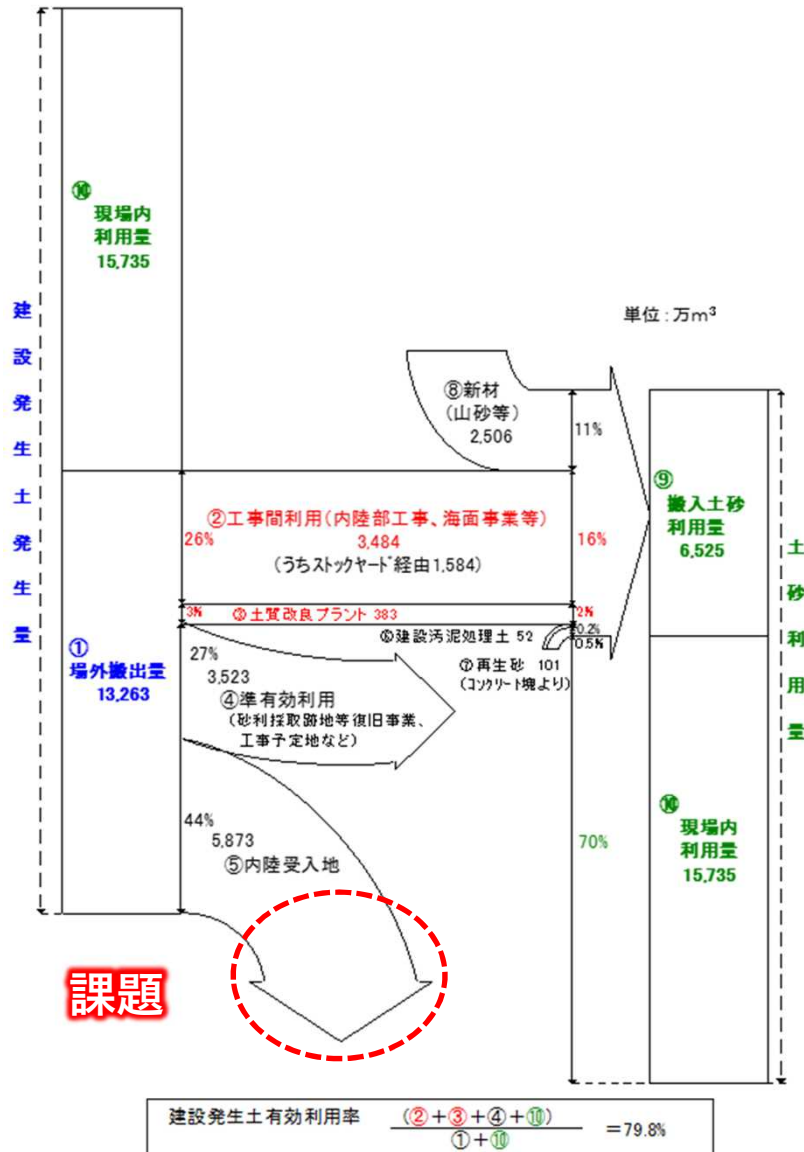 ⑩
現場内
利用量
15,735
建設発生土発生量
単位：万m³
⑧新材
(山砂等)
2,506
11%
⑨
搬入土砂
利用量
6,525
②工事間利用(内陸部工事、海面事業等)
26%
3,484
16%
(うちストックヤード経由1,584)
土砂利用量
3%
③土質改良プラント 383
2%
⑥建設汚泥処理土 52
0.2%
0.5%
①
場外搬出量
13,263
27%
3,523
④準有効利用
(砂利採取跡地等復旧事業、
工事予定地など)
⑦再生砂 101
(コンクリート塊より)
44%
5,873
⑤内陸受入地
70%
⑩
現場内
利用量
15,735
課題
建設発生土有効利用率
(②+③+④+⑩)
①+⑩
=79.8%